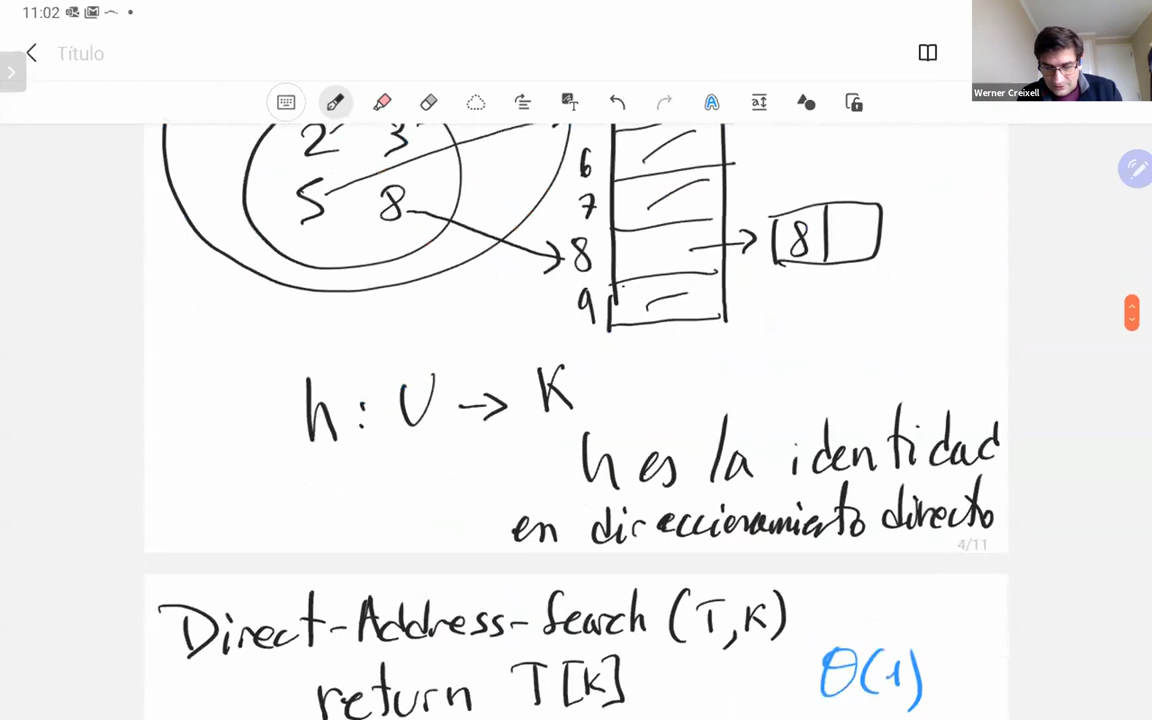 11:02
Título
Werner Creixell
2 3
5 8
6
7
8
8
9
h : U → K
h es la identidad
en direccionamiento directo
4/11
Direct-Address-Search (T,K)
return T[K]
Θ(1)